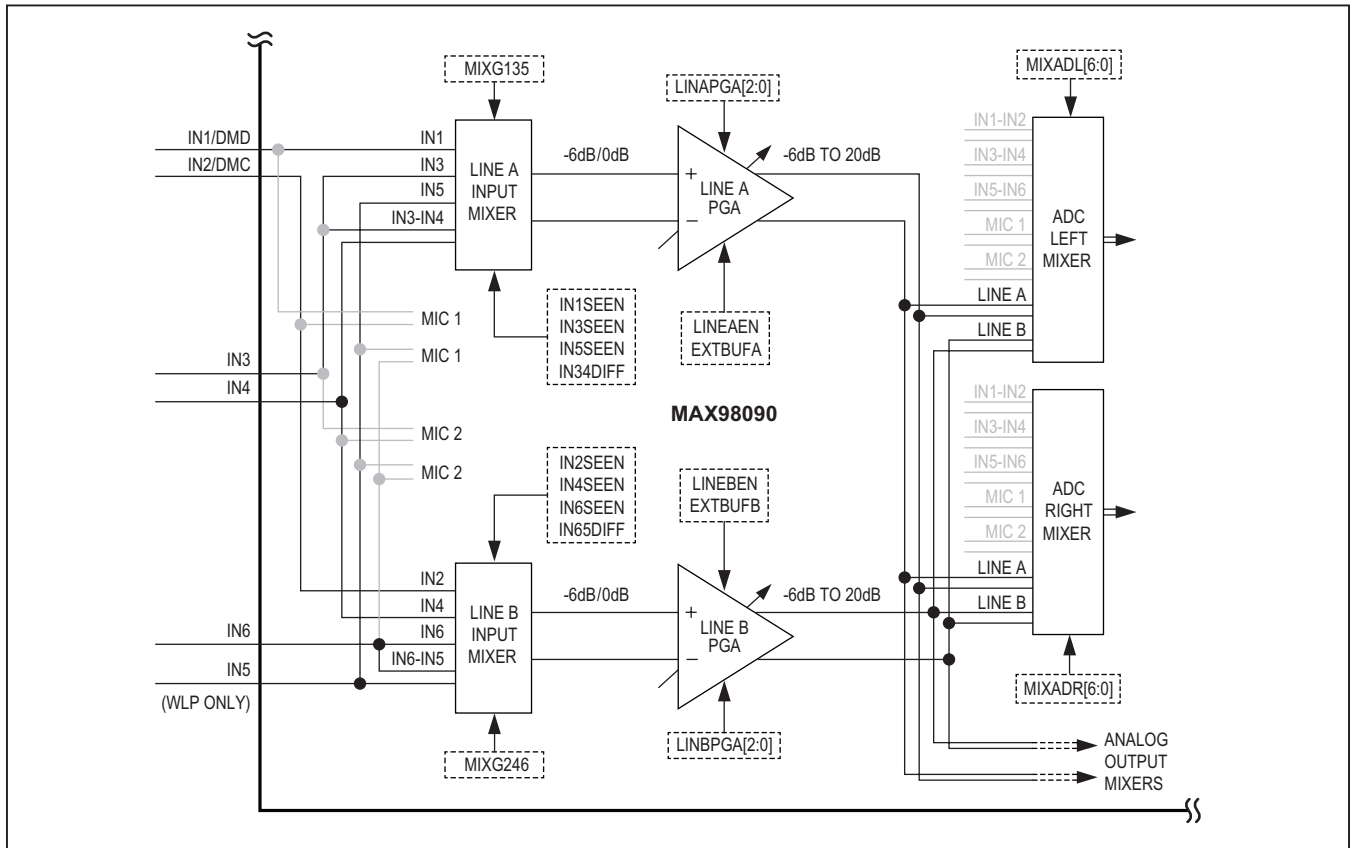 MIXG135
LINAPGA[2:0]
MIXADL[6:0]
IN1/DMD
IN2/DMC
IN1
IN3
IN5
IN3-IN4
LINE A
INPUT
MIXER
-6dB/0dB
+
LINE A
PGA
−
-6dB TO 20dB
IN1-IN2
IN3-IN4
IN5-IN6
MIC 1
MIC 2
LINE A
LINE B
ADC
LEFT
MIXER
IN1SEEN
IN3SEEN
IN5SEEN
IN34DIFF
LINEAEN
EXTBUFA
MIC 1
MIC 1
IN3
IN4
MIC 2
MIC 2
MAX98090
IN2SEEN
IN4SEEN
IN6SEEN
IN65DIFF
LINEBEN
EXTBUFB
IN1-IN2
IN3-IN4
IN5-IN6
MIC 1
MIC 2
LINE A
LINE B
ADC
RIGHT
MIXER
IN6
IN5
(WLP ONLY)
IN2
IN4
IN6
IN6-IN5
LINE B
INPUT
MIXER
-6dB/0dB
+
LINE B
PGA
−
-6dB TO 20dB
MIXG246
LINBPGA[2:0]
MIXADR[6:0]
ANALOG
OUTPUT
MIXERS